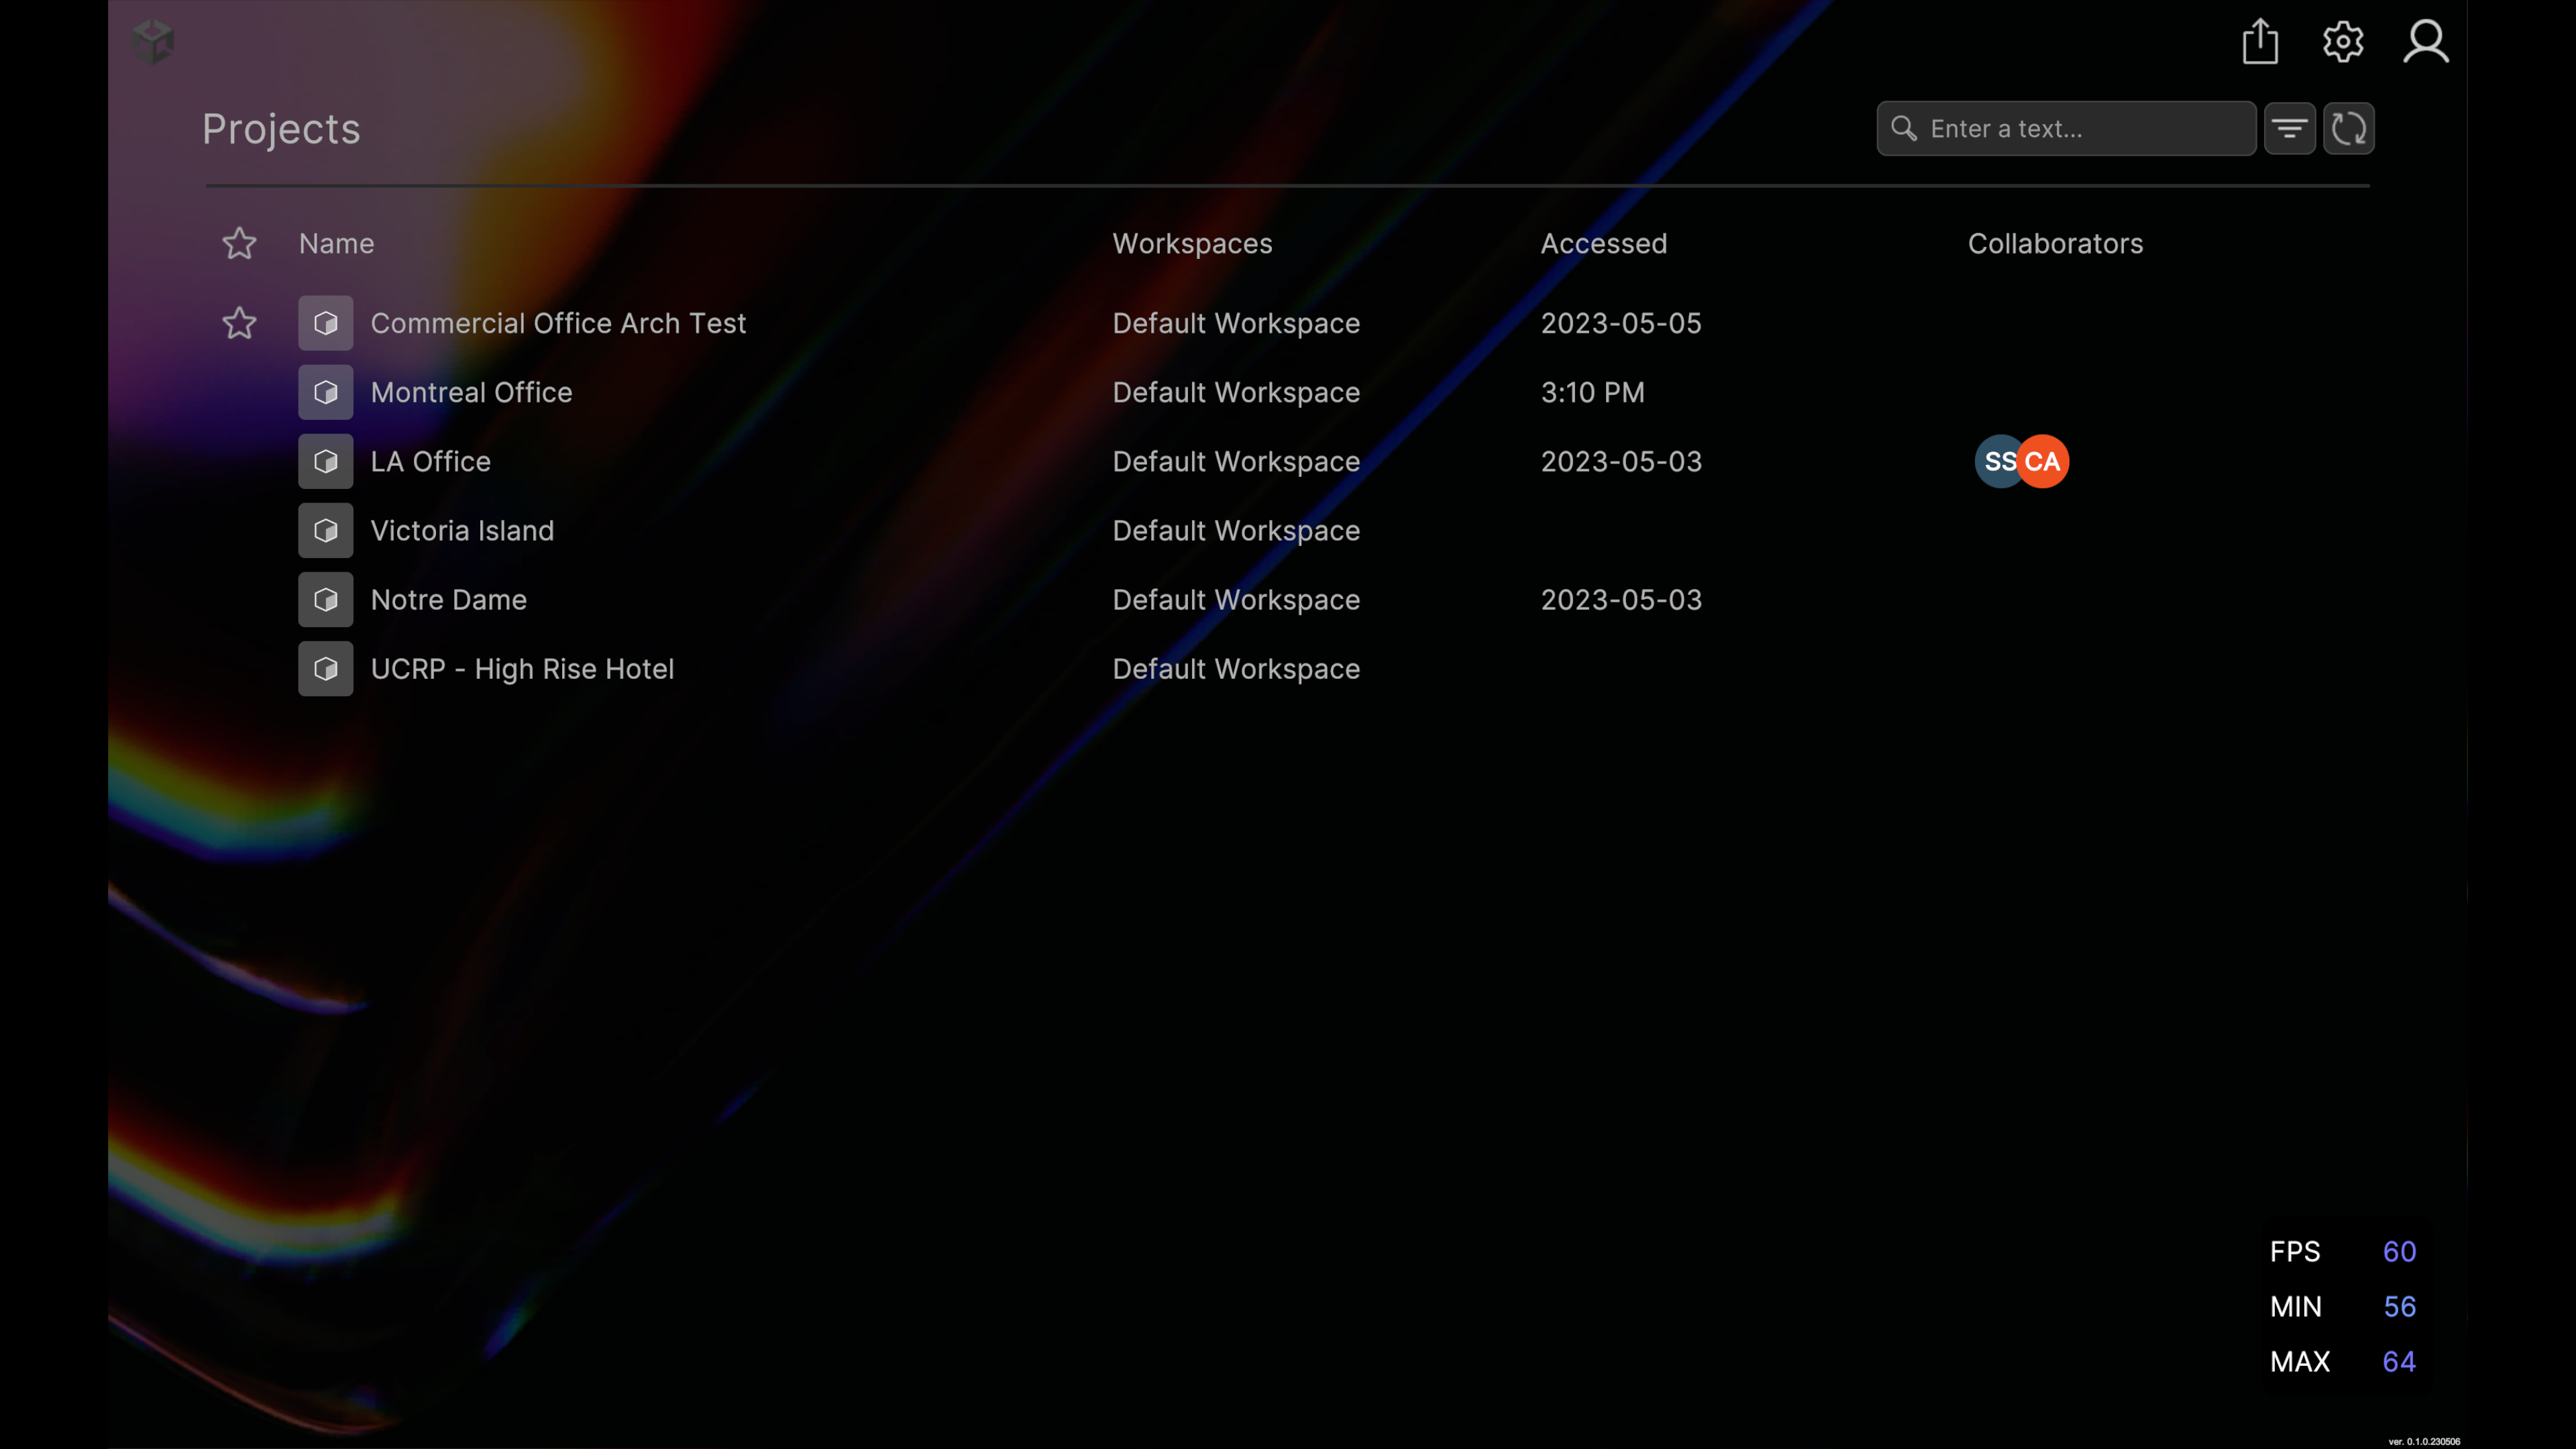 Projects
Enter a text...
Name Workspaces Accessed Collaborators
Commercial Office Arch Test Default Workspace 2023-05-05
Montreal Office Default Workspace 3:10 PM
LA Office Default Workspace 2023-05-03 SS CA
Victoria Island Default Workspace
Notre Dame Default Workspace 2023-05-03
UCRP - High Rise Hotel Default Workspace
FPS 60
MIN 56
MAX 64
ver. 0.1.0.230506